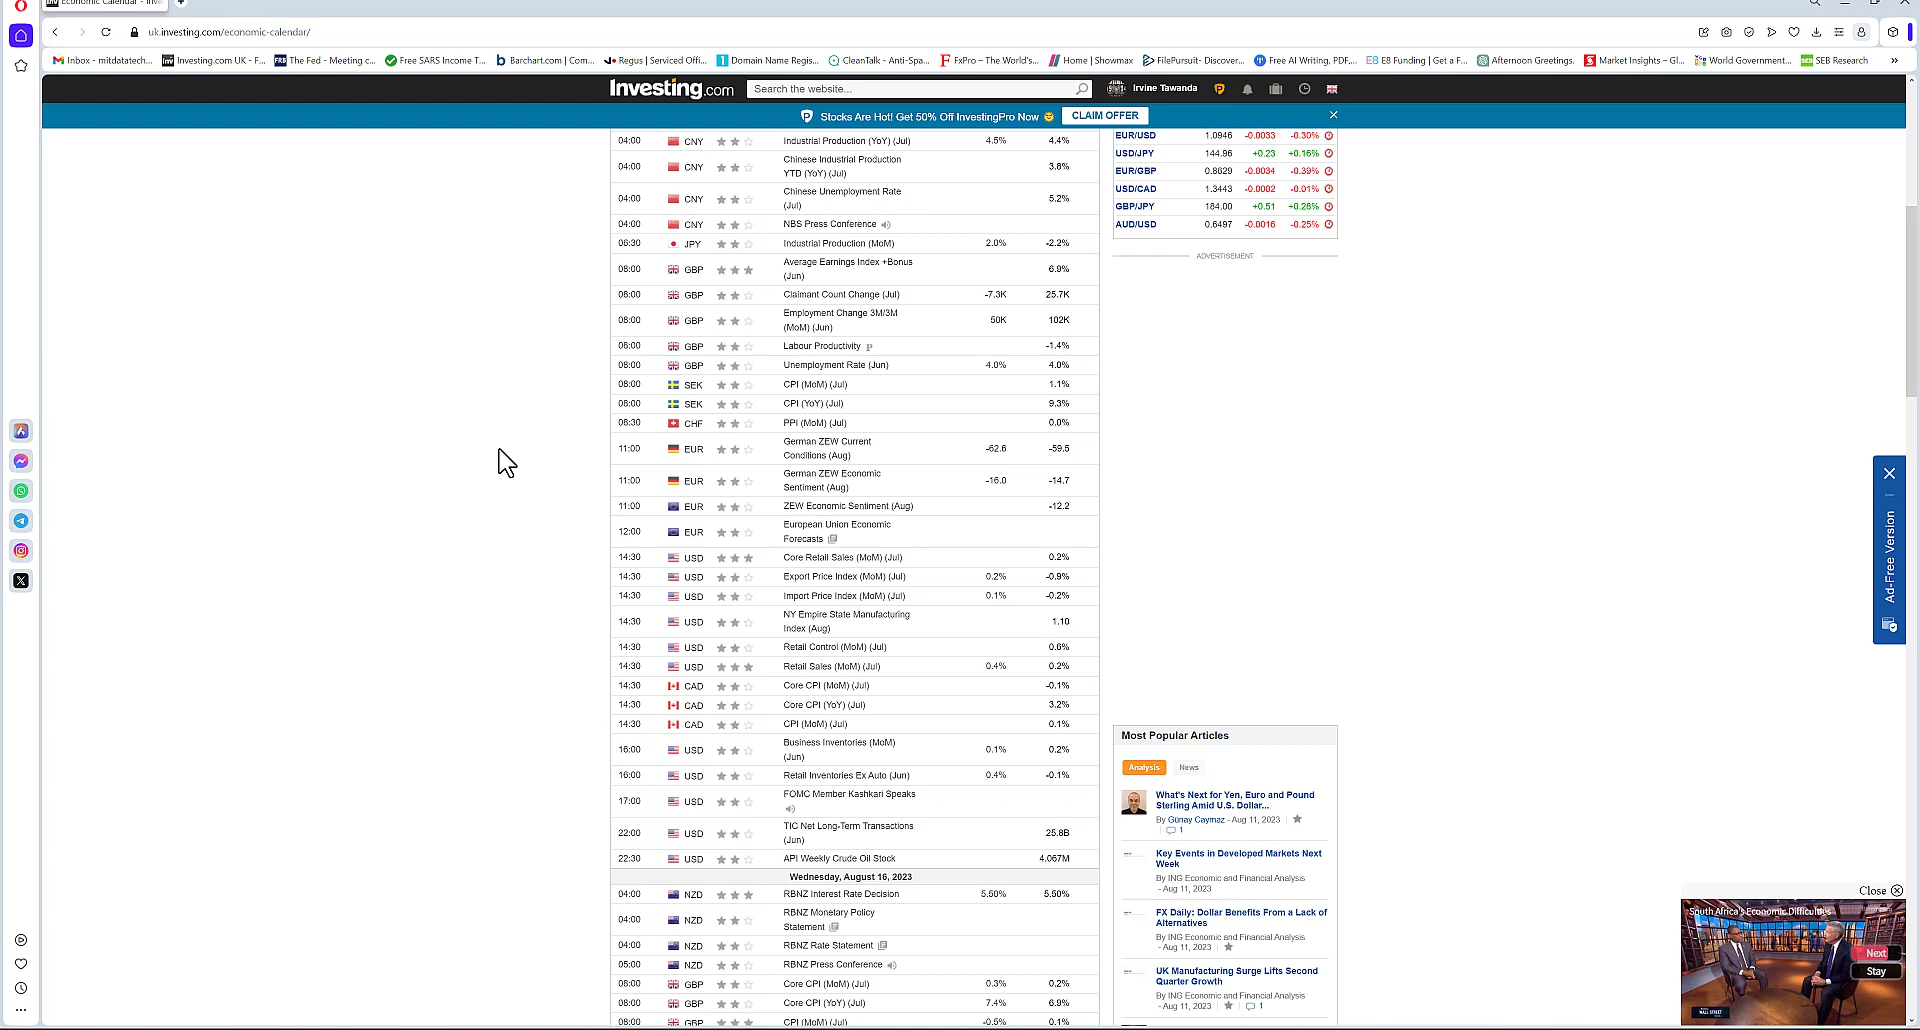 Economic Calendar - Inve
uk.investing.com/economic-calendar/
Inbox - mitdatatech... Investing.com UK - F... The Fed - Meeting c... Free SARS Income T... Barchart.com | Com... Regus | Serviced Offi... Domain Name Regis... CleanTalk - Anti-Spa... FxPro – The World's... Home | Showmax FilePursuit- Discover... Free AI Writing, PDF,... E8 Funding | Get a F... Afternoon Greetings. Market Insights – Gl... World Government... SEB Research »
Investing.com Search the website... Irvine Tawanda
Stocks Are Hot! Get 50% Off InvestingPro Now CLAIM OFFER
04:00 CNY Industrial Production (YoY) (Jul) 4.5% 4.4%
04:00 CNY Chinese Industrial Production
YTD (YoY) (Jul) 3.8%
04:00 CNY Chinese Unemployment Rate
(Jul) 5.2%
04:00 CNY NBS Press Conference
06:30 JPY Industrial Production (MoM) 2.0% -2.2%
08:00 GBP Average Earnings Index +Bonus
(Jun) 6.9%
08:00 GBP Claimant Count Change (Jul) -7.3K 25.7K
08:00 GBP Employment Change 3M/3M
(MoM) (Jun) 50K 102K
08:00 GBP Labour Productivity P -1.4%
08:00 GBP Unemployment Rate (Jun) 4.0% 4.0%
08:00 SEK CPI (MoM) (Jul) 1.1%
08:00 SEK CPI (YoY) (Jul) 9.3%
08:30 CHF PPI (MoM) (Jul) 0.0%
11:00 EUR German ZEW Current
Conditions (Aug) -62.6 -59.5
11:00 EUR German ZEW Economic
Sentiment (Aug) -16.0 -14.7
11:00 EUR ZEW Economic Sentiment (Aug) -12.2
12:00 EUR European Union Economic
Forecasts
14:30 USD Core Retail Sales (MoM) (Jul) 0.2%
14:30 USD Export Price Index (MoM) (Jul) 0.2% -0.9%
14:30 USD Import Price Index (MoM) (Jul) 0.1% -0.2%
14:30 USD NY Empire State Manufacturing
Index (Aug) 1.10
14:30 USD Retail Control (MoM) (Jul) 0.6%
14:30 USD Retail Sales (MoM) (Jul) 0.4% 0.2%
14:30 CAD Core CPI (MoM) (Jul) -0.1%
14:30 CAD Core CPI (YoY) (Jul) 3.2%
14:30 CAD CPI (MoM) (Jul) 0.1%
16:00 USD Business Inventories (MoM)
(Jun) 0.1% 0.2%
16:00 USD Retail Inventories Ex Auto (Jun) 0.4% -0.1%
17:00 USD FOMC Member Kashkari Speaks
22:00 USD TIC Net Long-Term Transactions
(Jun) 25.8B
22:30 USD API Weekly Crude Oil Stock 4.067M
Wednesday, August 16, 2023
04:00 NZD RBNZ Interest Rate Decision 5.50% 5.50%
04:00 NZD RBNZ Monetary Policy
Statement
04:00 NZD RBNZ Rate Statement
05:00 NZD RBNZ Press Conference
08:00 GBP Core CPI (MoM) (Jul) 0.3% 0.2%
08:00 GBP Core CPI (YoY) (Jul) 7.4% 6.9%
08:00 GBP CPI (MoM) (Jul) -0.5% 0.1%
EUR/USD 1.0946 -0.0033 -0.30%
USD/JPY 144.96 +0.23 +0.16%
EUR/GBP 0.8629 -0.0034 -0.39%
USD/CAD 1.3443 -0.0002 -0.01%
GBP/JPY 184.00 +0.51 +0.28%
AUD/USD 0.6497 -0.0016 -0.25%
ADVERTISEMENT
Most Popular Articles
Analysis News
What's Next for Yen, Euro and Pound
Sterling Amid U.S. Dollar...
By Günay Caymaz - Aug 11, 2023
1
Key Events in Developed Markets Next
Week
By ING Economic and Financial Analysis
- Aug 11, 2023
FX Daily: Dollar Benefits From a Lack of
Alternatives
By ING Economic and Financial Analysis
- Aug 11, 2023
UK Manufacturing Surge Lifts Second
Quarter Growth
By ING Economic and Financial Analysis
- Aug 11, 2023 1
Ad-Free Version
Close
South Africa's Economic Difficulties
Next
Stay
WALL STREET